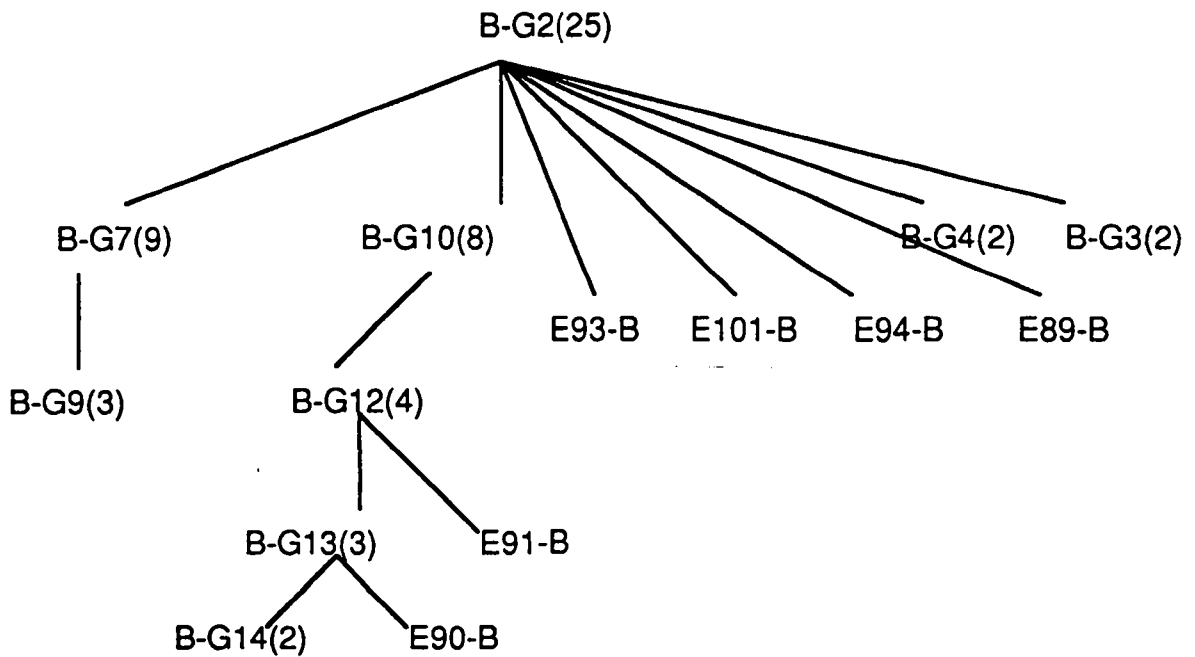 B-G2(25)
B-G7(9) B-G10(8) B-G4(2) B-G3(2)
E93-B E101-B E94-B E89-B
B-G9(3) B-G12(4)
B-G13(3) E91-B
B-G14(2) E90-B